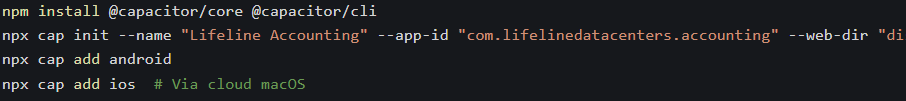 npm install @capacitor/core @capacitor/cli
npx cap init --name "Lifeline Accounting" --app-id "com.lifelinedatacenters.accounting" --web-dir "di
npx cap add android
npx cap add ios  # Via cloud macOS